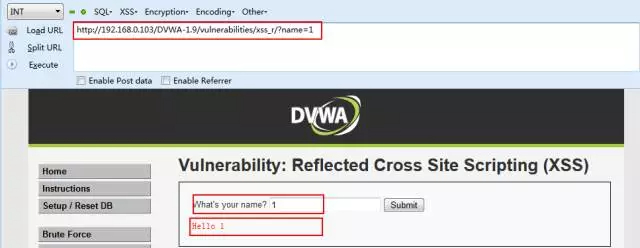 INT SQL- XSS- Encryption- Encoding- Other-
Load URL http://192.168.0.103/DVWA-1.9/vulnerabilities/xss_r/?name=1
Split URL
Execute
Enable Post data Enable Referrer
DVWA
Home
Instructions
Setup / Reset DB
Brute Force
Vulnerability: Reflected Cross Site Scripting (XSS)
What's your name? 1 Submit
Hello 1